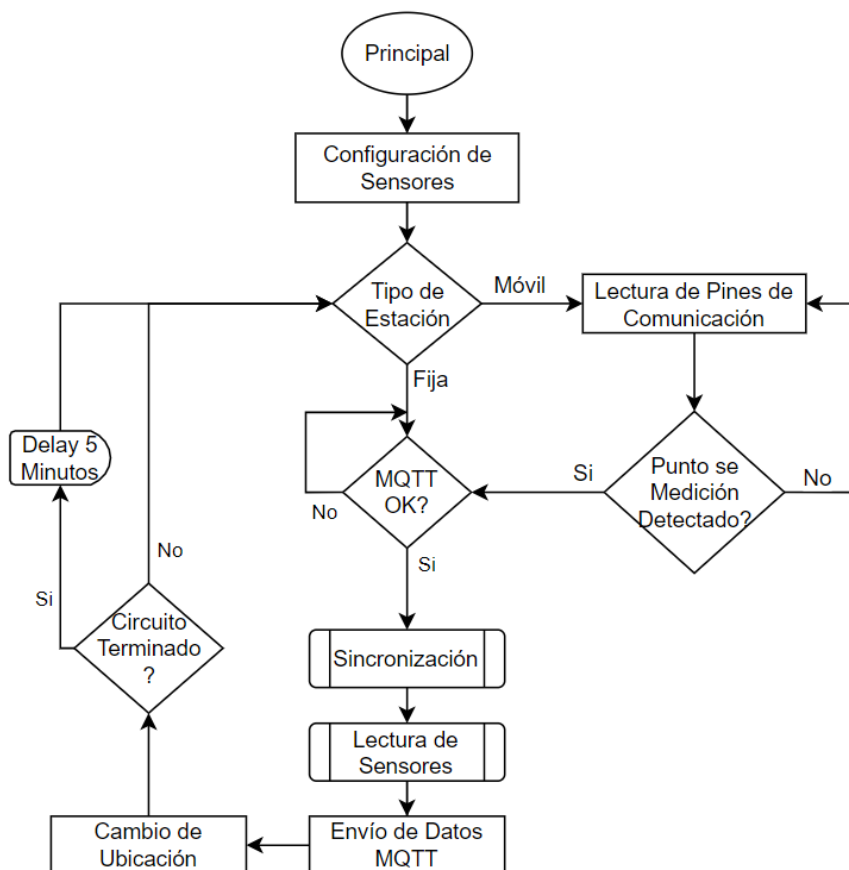 Principal
Configuración de
Sensores
Tipo de
Estación
Móvil
Lectura de Pines de
Comunicación
Fija
Delay 5
Minutos
MQTT
OK?
No
Si
Punto se
Medición
Detectado?
No
Si
No
Si
Circuito
Terminado
?
Sincronización
Lectura de
Sensores
Cambio de
Ubicación
Envío de Datos
MQTT